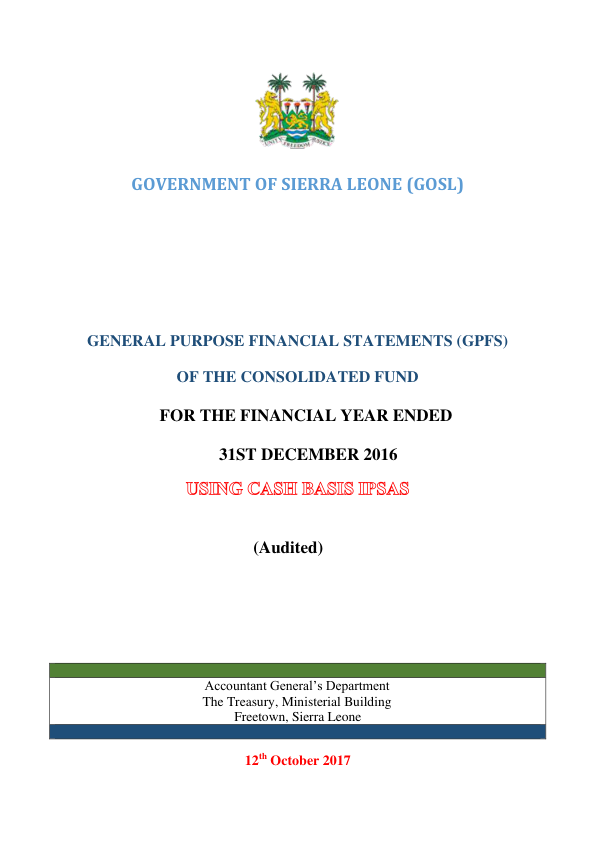 UNITY FREEDOM JUSTICE
GOVERNMENT OF SIERRA LEONE (GOSL)
GENERAL PURPOSE FINANCIAL STATEMENTS (GPFS)
OF THE CONSOLIDATED FUND
FOR THE FINANCIAL YEAR ENDED
31ST DECEMBER 2016
USING CASH BASIS IPSAS
(Audited)
Accountant General’s Department
The Treasury, Ministerial Building
Freetown, Sierra Leone
12th October 2017